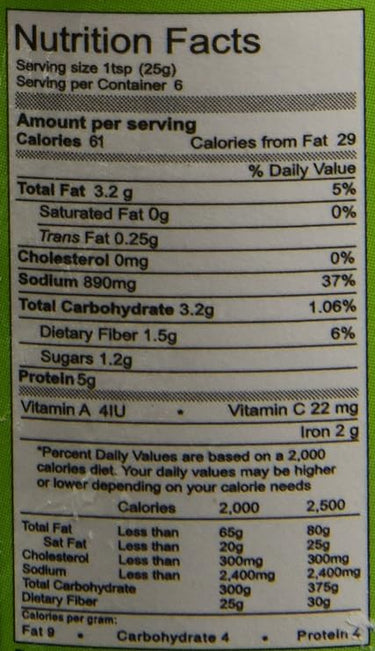 Nutrition Facts
Serving size 1tsp (25g)
Serving per Container 6
Amount per serving
Calories 61 Calories from Fat 29
% Daily Value
Total Fat 3.2 g 5%
Saturated Fat 0g 0%
Trans Fat 0.25g
Cholesterol 0mg 0%
Sodium 890mg 37%
Total Carbohydrate 3.2g 1.06%
Dietary Fiber 1.5g 6%
Sugars 1.2g
Protein 5g
Vitamin A 4IU • Vitamin C 22 mg
Iron 2 g
*Percent Daily Values are based on a 2,000
calories diet. Your daily values may be higher
or lower depending on your calorie needs
Calories 2,000 2,500
Total Fat Less than 65g 80g
Sat Fat Less than 20g 25g
Cholesterol Less than 300mg 300mg
Sodium Less than 2,400mg 2,400mg
Total Carbohydrate 300g 375g
Dietary Fiber 25g 30g
Calories per gram:
Fat 9 • Carbohydrate 4 • Protein 4